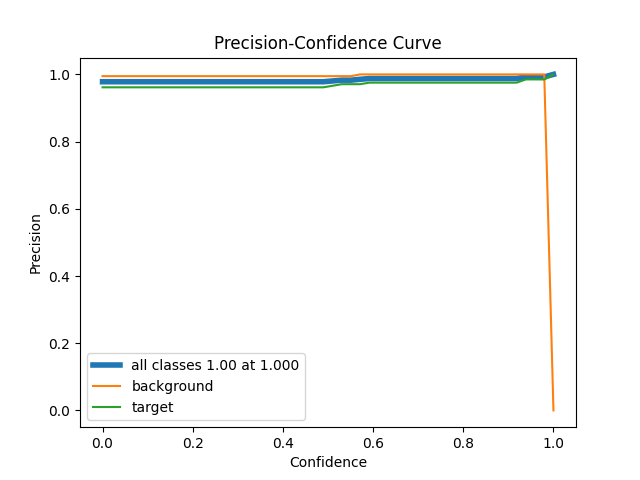 Precision-Confidence Curve
1.0
0.8
0.6
0.4
0.2
0.0
Precision
all classes 1.00 at 1.000
background
target
0.0 0.2 0.4 0.6 0.8 1.0
Confidence